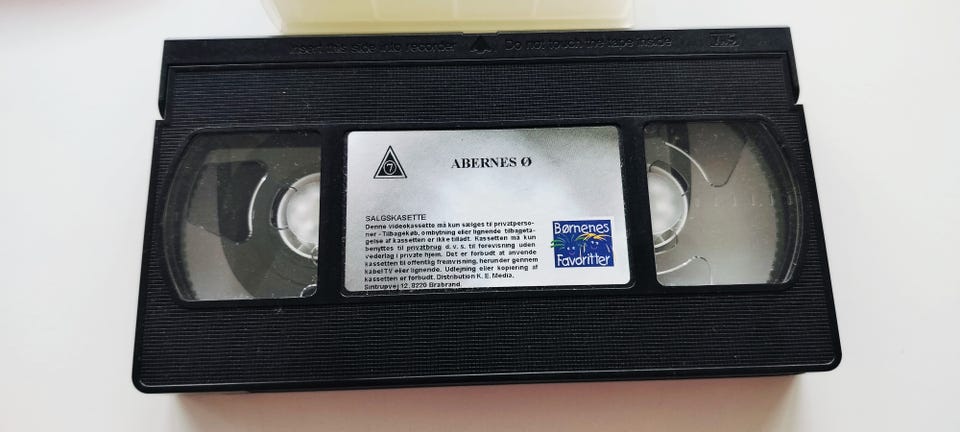 Insert this side into recorder Do not touch the tape inside
7
ABERNES Ø
SALGSKASETTE
Denne videokassette må kun sælges til privatperso-
ner - Tilbagekøb, ombytning eller lignende tilbageta-
gelse af kassetten er ikke tilladt. Kassetten må kun
benyttes til privatbrug d.v.s. til forevisning uden
vederlag i private hjem. Det er forbudt at anvende
kassetten til offentlig fremvisning, herunder gennem
kabel TV eller lignende. Udlejning eller kopiering af
kassetten er forbudt. Distribution K. E. Media,
Sintrupvej 12, 8220 Brabrand.
Børnenes
Favoritter